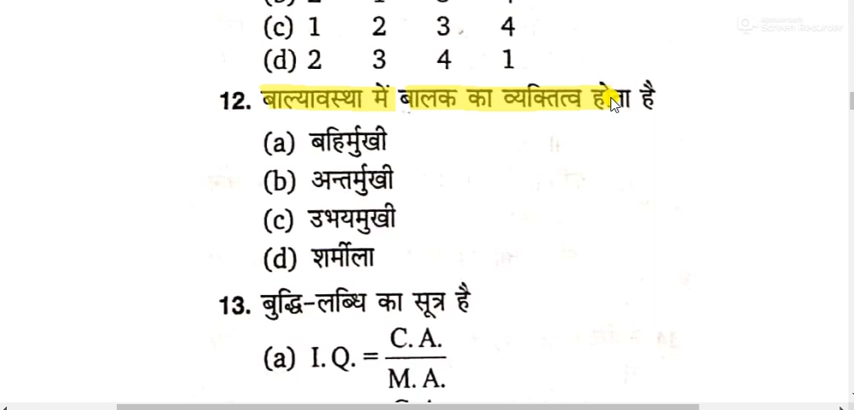 (c) 1 2 3 4
(d) 2 3 4 1
12. बाल्यावस्था में बालक का व्यक्तित्व होता है
(a) बहिर्मुखी
(b) अन्तर्मुखी
(c) उभयमुखी
(d) शर्मीला
13. बुद्धि-लब्धि का सूत्र है
(a) I.Q. = C.A.
M.A.